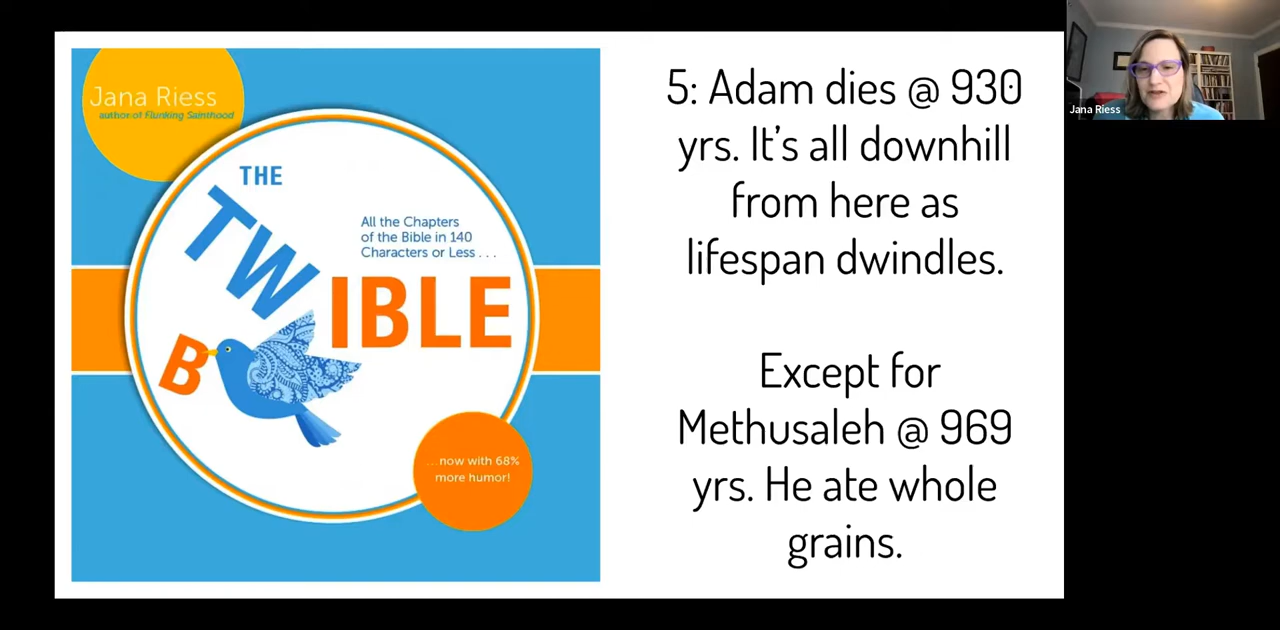 Jana Riess
author of Flunking Sainthood
THE
TW
IBLE
B
All the Chapters
of the Bible in 140
Characters or Less . . .
...now with 68%
more humor!
5: Adam dies @ 930
yrs. It's all downhill
from here as
lifespan dwindles.
Except for
Methusaleh @ 969
yrs. He ate whole
grains.
Jana Riess